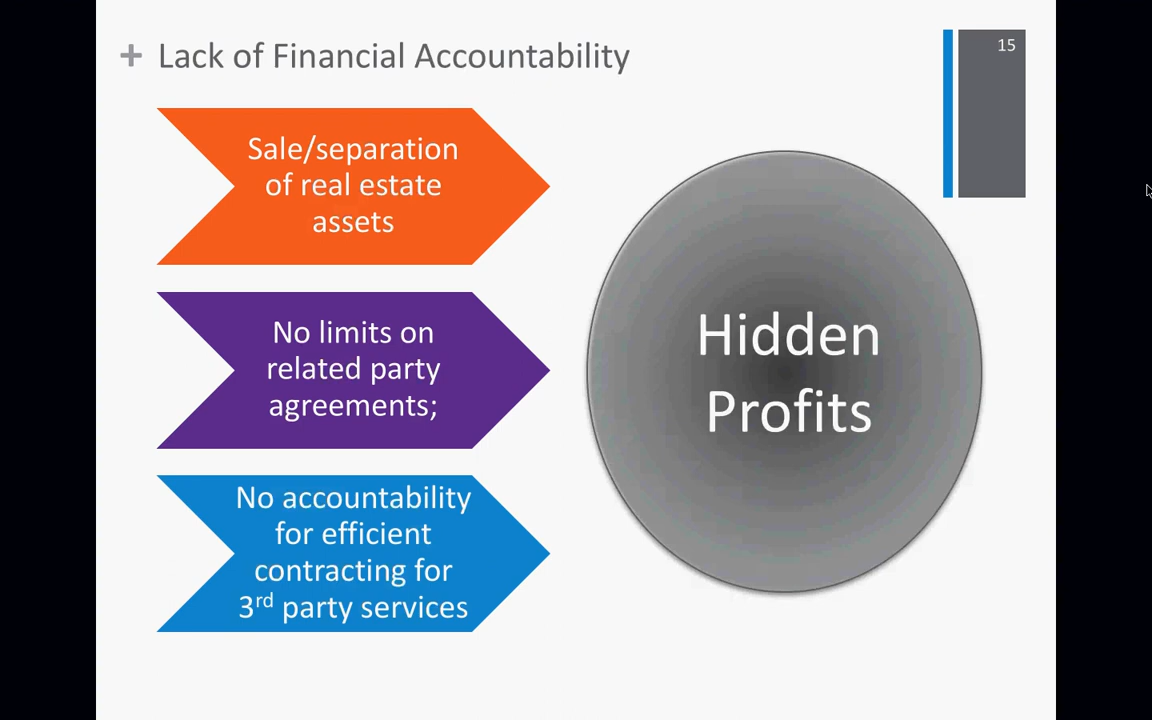 + Lack of Financial Accountability
15
Sale/separation
of real estate
assets
No limits on
related party
agreements;
No accountability
for efficient
contracting for
3rd party services
Hidden
Profits